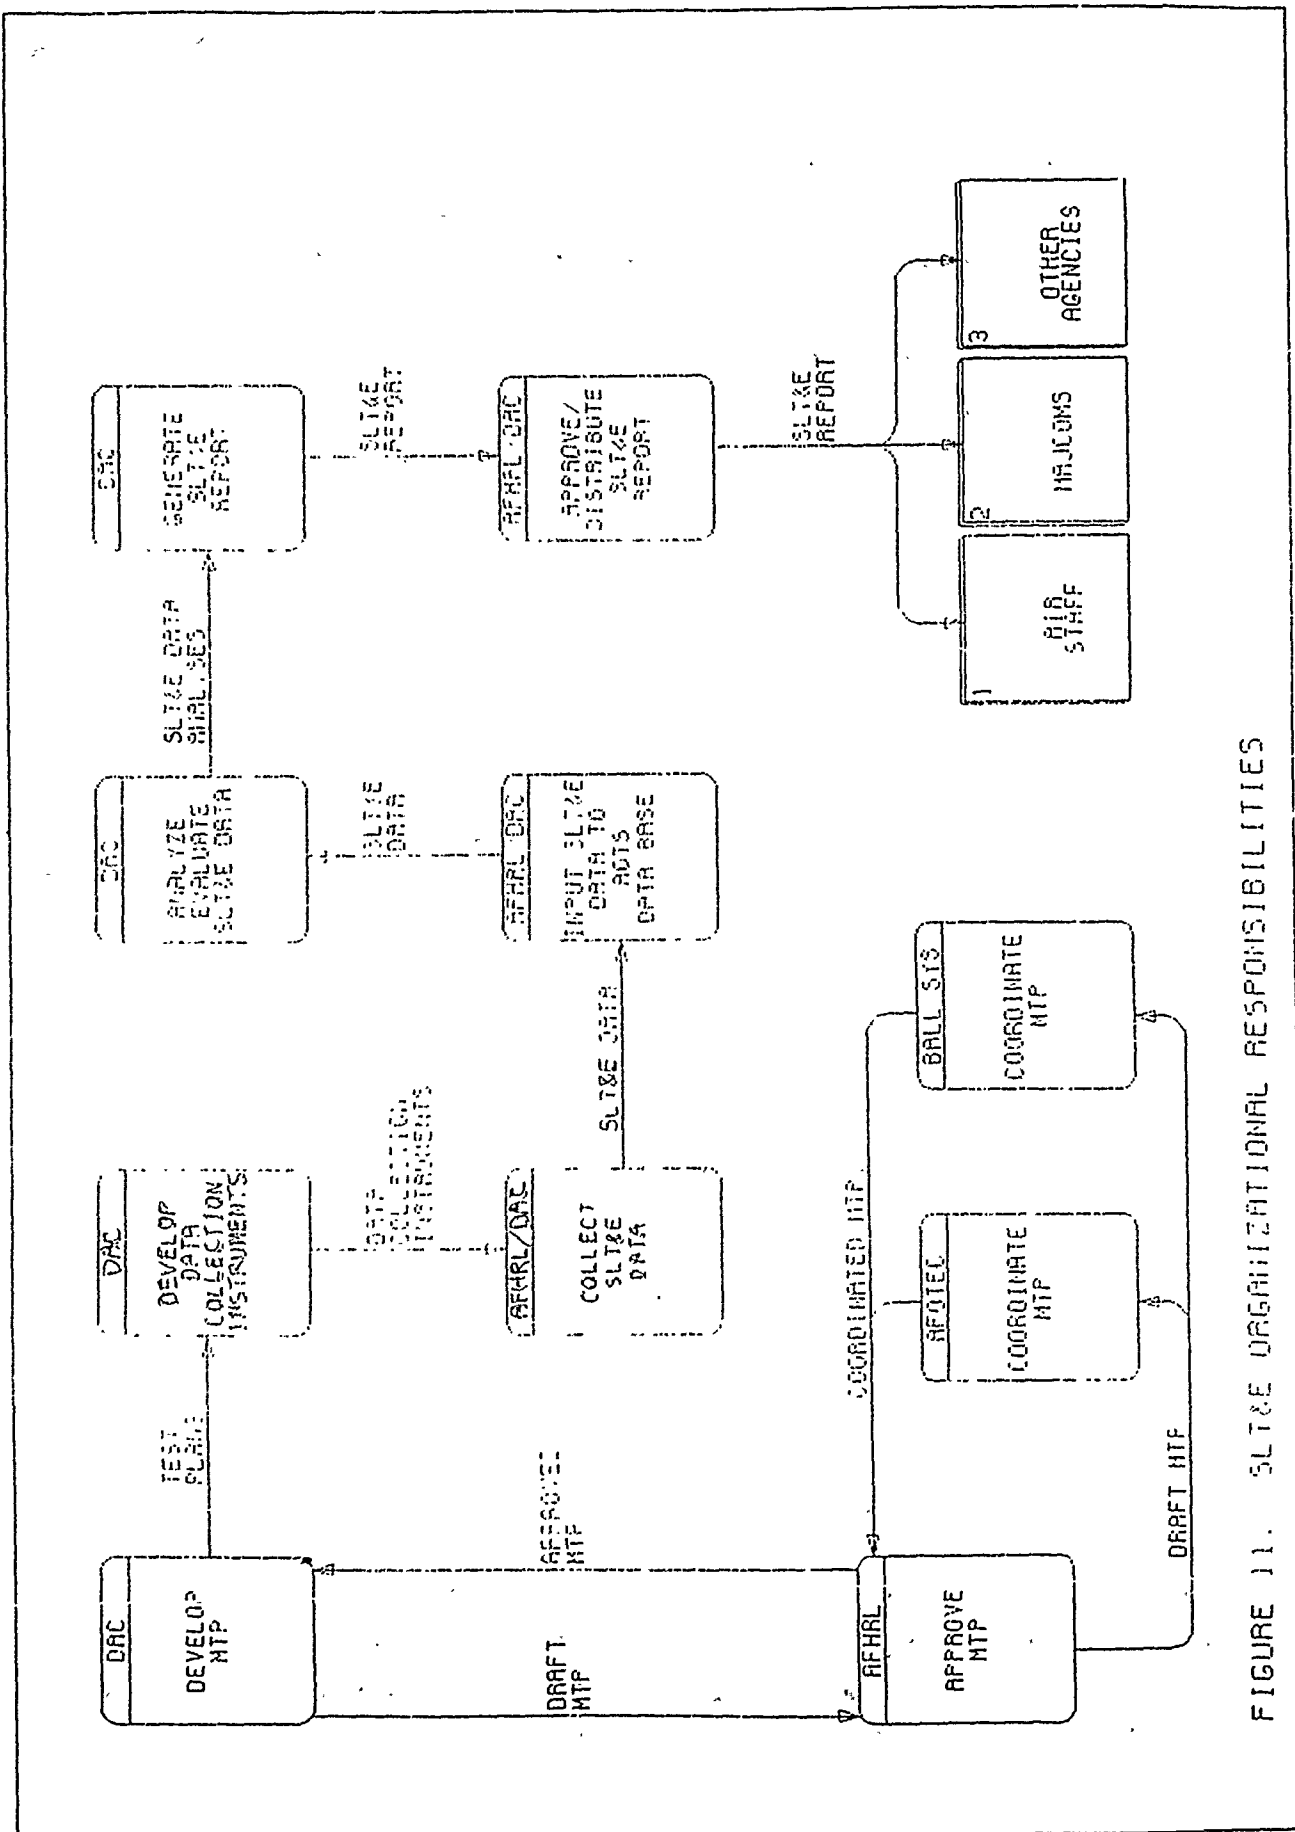 DAC
DEVELOP
MTP
TEST
PLANS
DAC
DEVELOP
DATA
COLLECTION
INSTRUMENTS
DATA
COLLECTION
INSTRUMENTS
AFHRL/DAC
COLLECT
SLT&E
DATA
SLT&E DATA
AFHRL/DAC
INPUT SLT&E
DATA TO
AOTS
DATA BASE
SLT&E
DATA
DAC
ANALYZE
EVALUATE
SLT&E DATA
SLT&E DATA
ANALYSES
DAC
GENERATE
SLT&E
REPORT
SLT&E
REPORT
AFHRL/DAC
APPROVE/
DISTRIBUTE
SLT&E
REPORT
SLT&E
REPORT
1
AIR
STAFF
2
MAJCOMS
3
OTHER
AGENCIES
DRAFT
MTP
APPROVED
MTP
AFHRL
APPROVE
MTP
COORDINATED MTP
AFOTEC
COORDINATE
MTP
BALL SYS
COORDINATE
MTP
DRAFT MTP
FIGURE 11. SLT&E ORGANIZATIONAL RESPONSIBILITIES